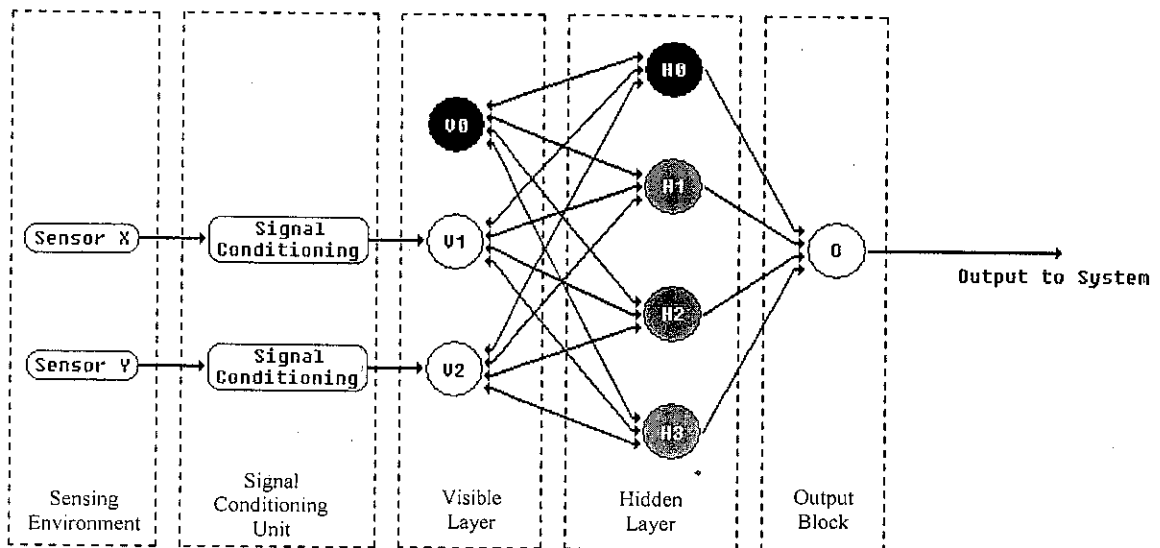 H0
V0
H1
Sensor X
Signal
Conditioning
V1
O
Output to System
H2
Sensor Y
Signal
Conditioning
V2
H3
Sensing
Environment
Signal
Conditioning
Unit
Visible
Layer
Hidden
Layer
Output
Block